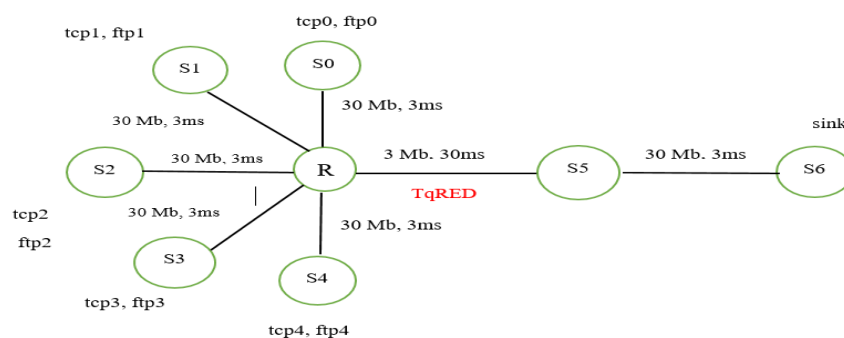 tcp0, ftp0
tcp1, ftp1
S0
S1
30 Mb, 3ms
30 Mb, 3ms
sink
S2
30 Mb, 3ms
R
3 Mb. 30ms
S5
30 Mb. 3ms
S6
TqRED
tcp2
30 Mb, 3ms
30 Mb, 3ms
ftp2
S3
S4
tcp3, ftp3
tcp4, ftp4